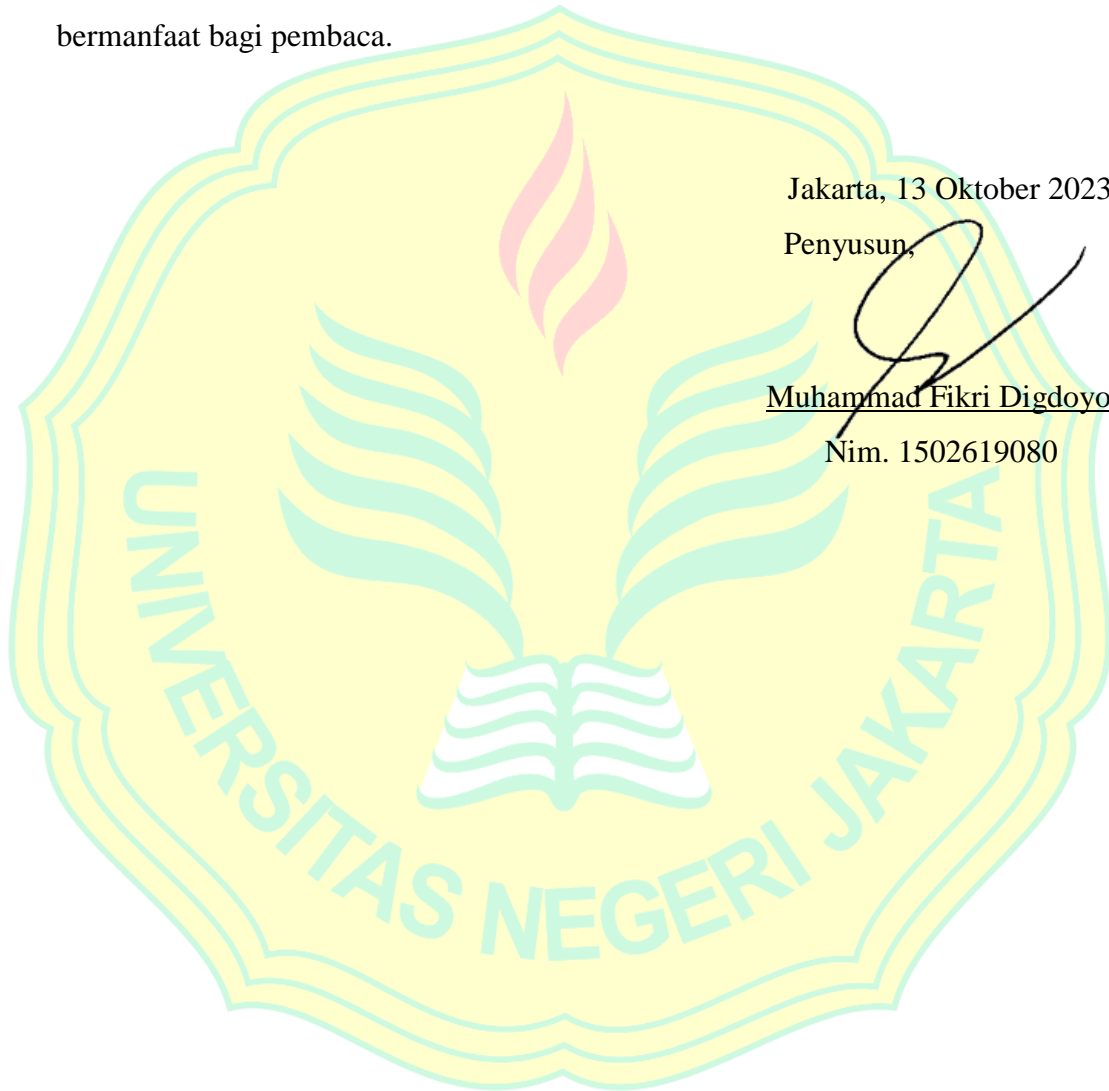 bermanfaat bagi pembaca.
Jakarta, 13 Oktober 2023
Penyusun,
Muhammad Fikri Digdoyo
Nim. 1502619080
UNIVERSITAS NEGERI JAKARTA